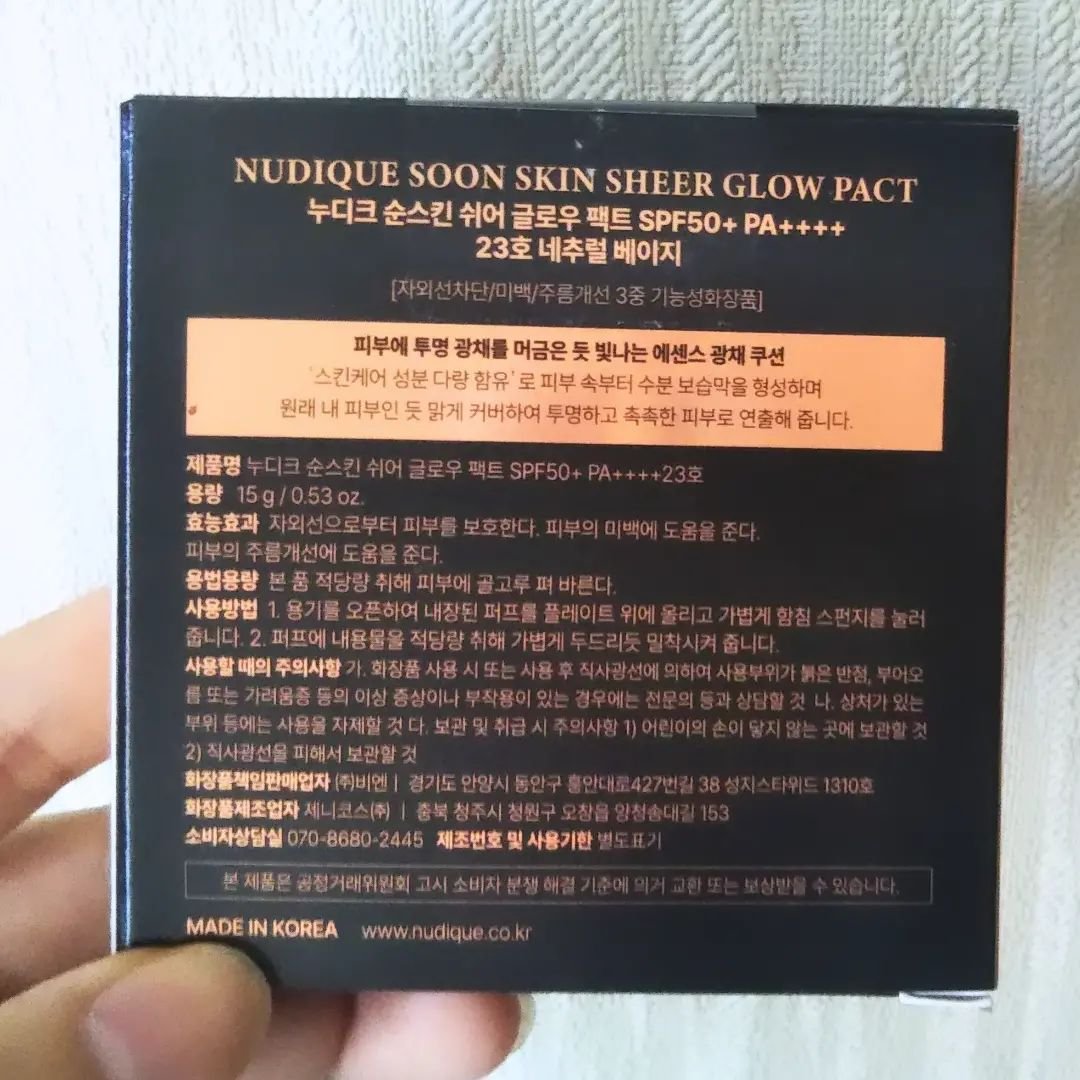 NUDIQUE SOON SKIN SHEER GLOW PACT
누디크 순스킨 쉬어 글로우 팩트 SPF50+ PA++++
23호 네추럴 베이지
[자외선차단/미백/주름개선 3중 기능성화장품]
피부에 투명 광채를 머금은 듯 빛나는 에센스 광채 쿠션
'스킨케어 성분 다량 함유' 로 피부 속부터 수분 보습막을 형성하며
원래 내 피부인 듯 맑게 커버하여 투명하고 촉촉한 피부로 연출해 줍니다.
제품명 누디크 순스킨 쉬어 글로우 팩트 SPF50+ PA++++23호
용량 15 g / 0.53 oz.
효능효과 자외선으로부터 피부를 보호한다. 피부의 미백에 도움을 준다.
피부의 주름개선에 도움을 준다.
용법용량 본 품 적당량 취해 피부에 골고루 펴 바른다.
사용방법 1. 용기를 오픈하여 내장된 퍼프를 플레이트 위에 올리고 가볍게 함침 스펀지를 눌러
줍니다. 2. 퍼프에 내용물을 적당량 취해 가볍게 두드리듯 밀착시켜 줍니다.
사용할 때의 주의사항 가. 화장품 사용 시 또는 사용 후 직사광선에 의하여 사용부위가 붉은 반점, 부어오
름 또는 가려움증 등의 이상 증상이나 부작용이 있는 경우에는 전문의 등과 상담할 것 나. 상처가 있는
부위 등에는 사용을 자제할 것 다. 보관 및 취급 시 주의사항 1) 어린이의 손이 닿지 않는 곳에 보관할 것
2) 직사광선을 피해서 보관할 것
화장품책임판매업자 (주)비엔 | 경기도 안양시 동안구 흥안대로427번길 38 성지스타위드 1310호
화장품제조업자 제니코스(주) | 충북 청주시 청원구 오창읍 양청송대길 153
소비자상담실 070-8680-2445 제조번호 및 사용기한 별도표기
본 제품은 공정거래위원회 고시 소비자 분쟁 해결 기준에 의거 교환 또는 보상받을 수 있습니다.
MADE IN KOREA www.nudique.co.kr